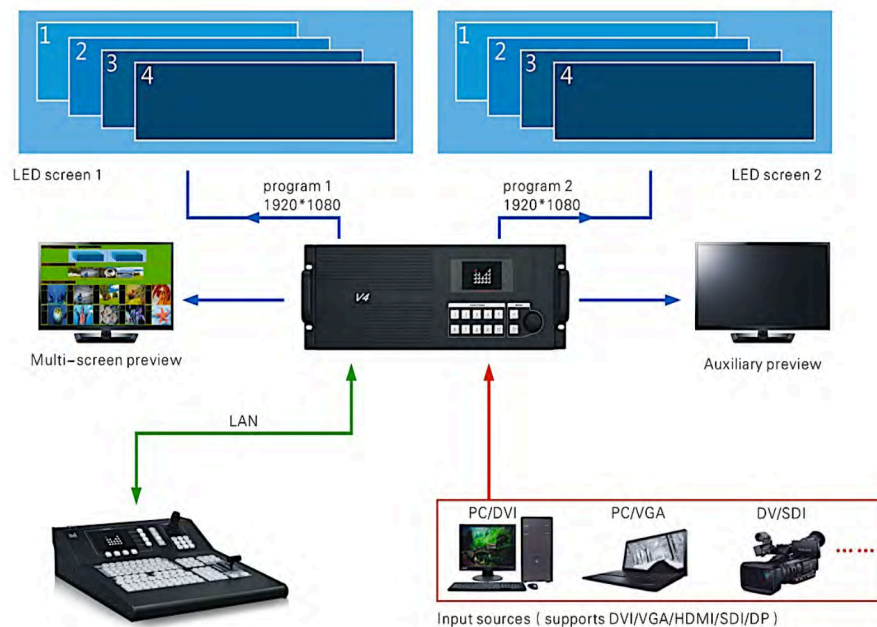 1
2
3
4
1
2
3
4
LED screen 1
LED screen 2
program 1
1920*1080
program 2
1920*1080
V4
Multi-screen preview
Auxiliary preview
LAN
PC/DVI
PC/VGA
DV/SDI
......
Input sources ( supports DVI/VGA/HDMI/SDI/DP )